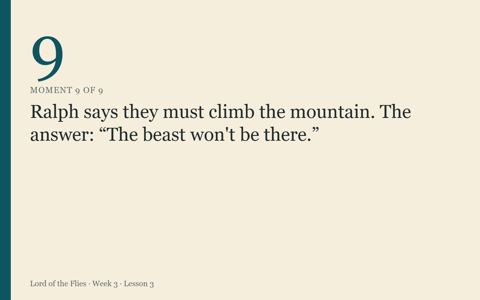 9
MOMENT 9 OF 9
Ralph says they must climb the mountain. The
answer: “The beast won't be there.”
Lord of the Flies · Week 3 · Lesson 3